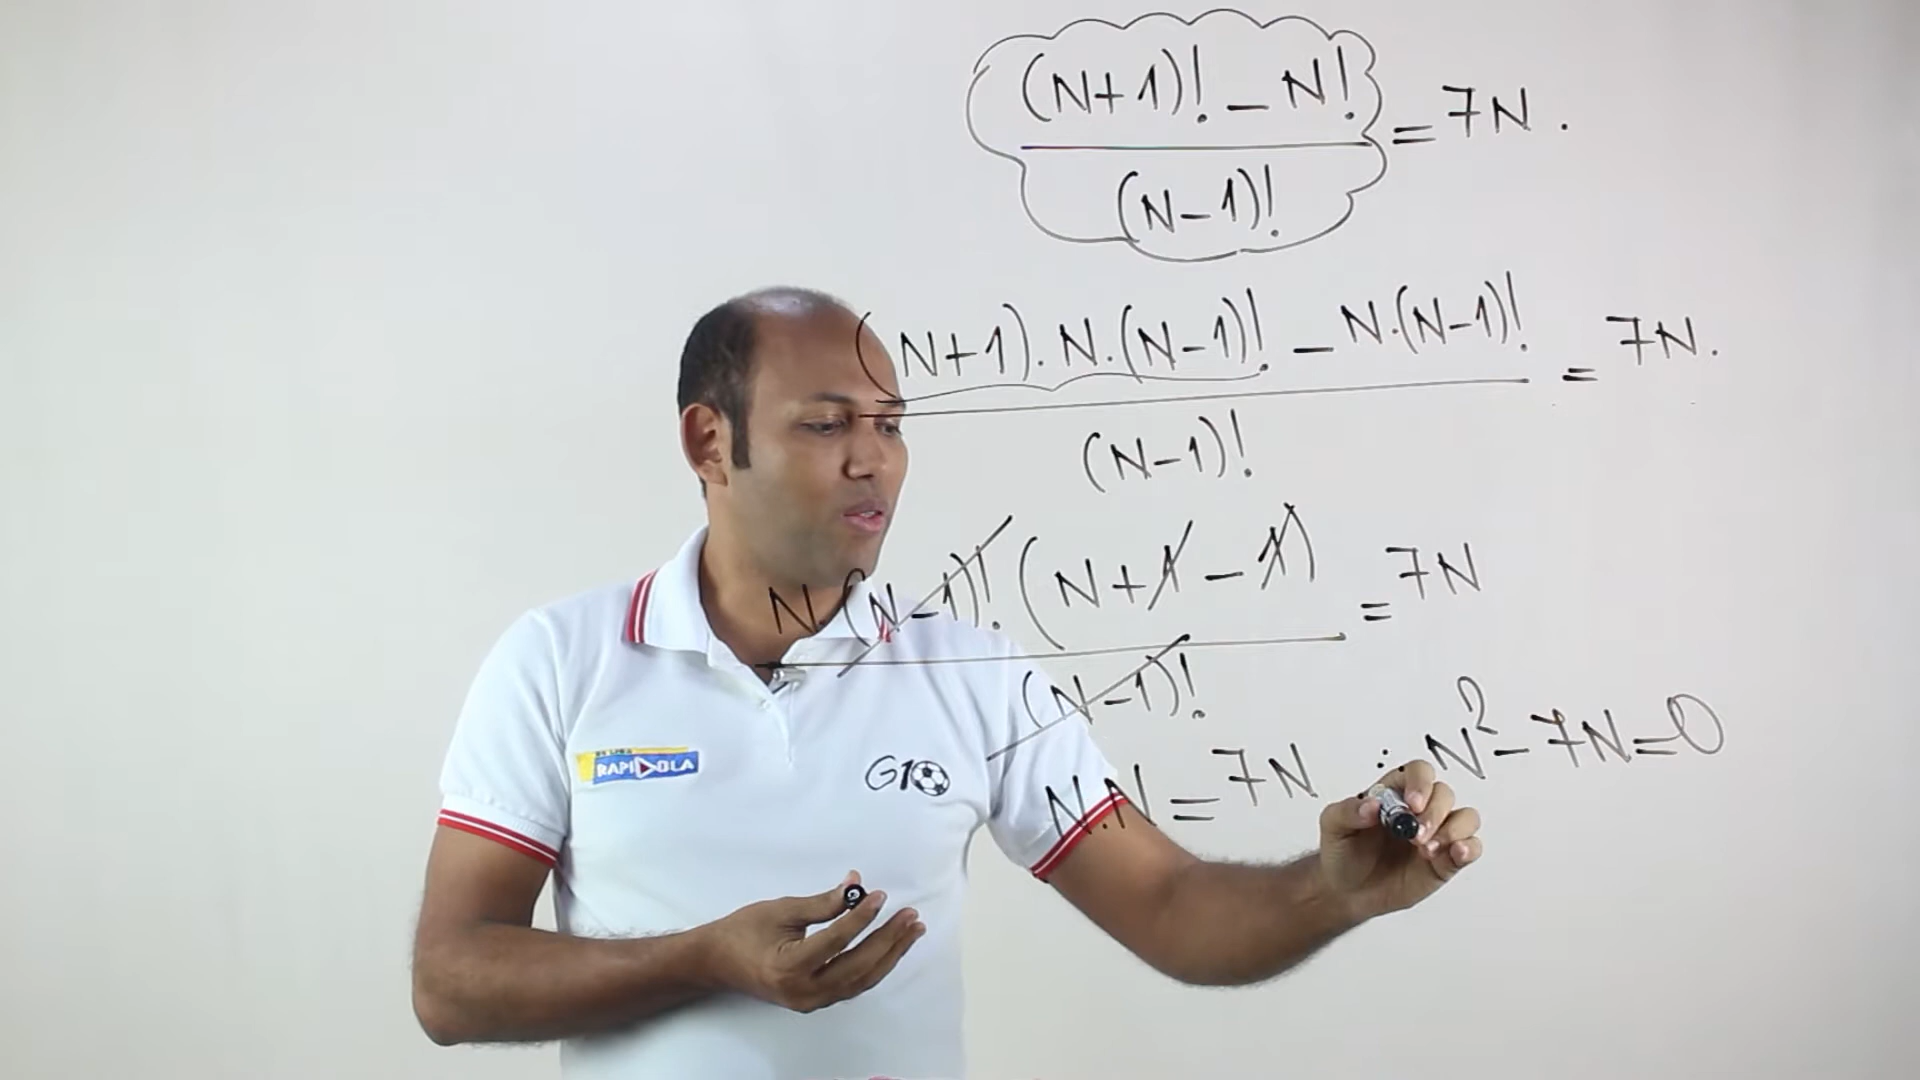 (N+1)! - N!
= 7N.
(N-1)!
(N+1).N.(N-1)! - N.(N-1)!
= 7N.
(N-1)!
N.(N-1)!.(N+1-1)
= 7N
(N-1)!
N.N = 7N ∴ N²-7N=0
RAPIDOLA
G10